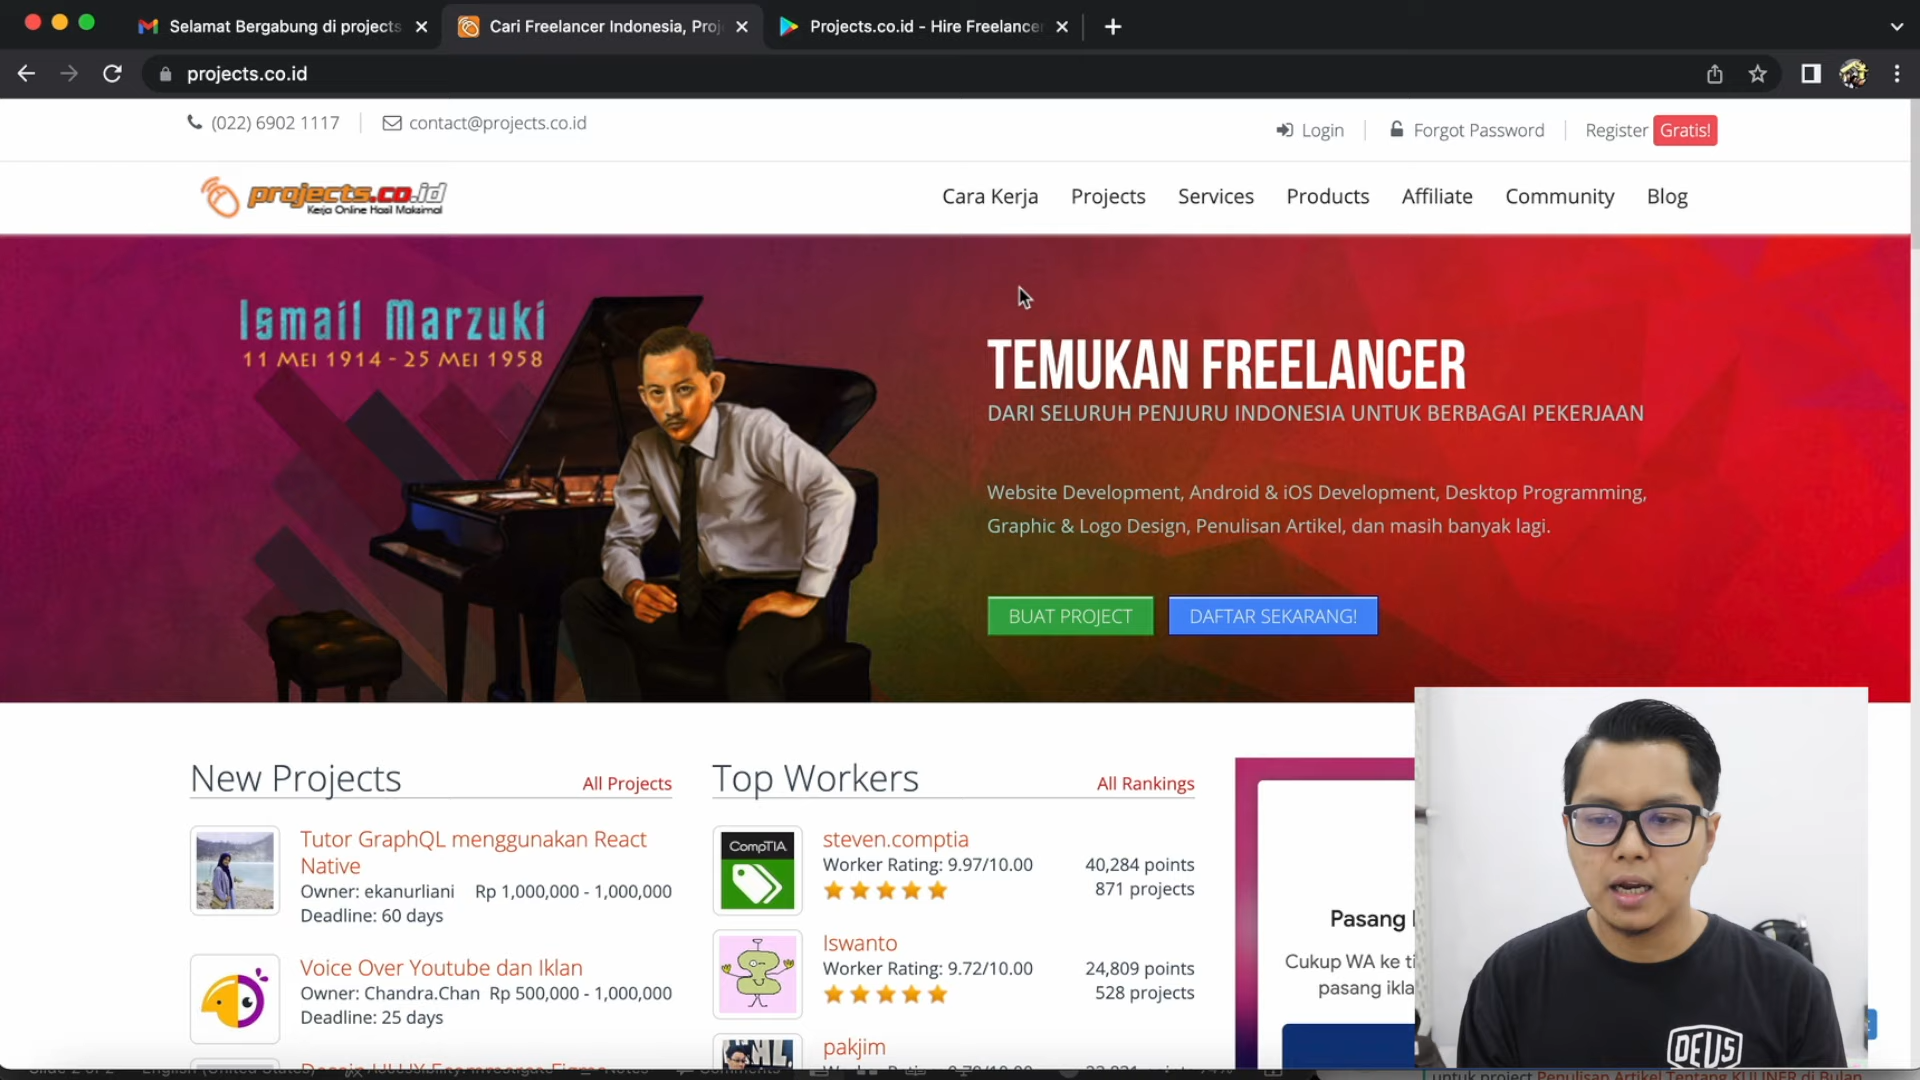 Selamat Bergabung di projects
Cari Freelancer Indonesia, Proj
Projects.co.id - Hire Freelancer
projects.co.id
(022) 6902 1117
contact@projects.co.id
Login
Forgot Password
Register Gratis!
projects.co.id
Kerja Online Hasil Maksimal
Cara Kerja
Projects
Services
Products
Affiliate
Community
Blog
Ismail Marzuki
11 MEI 1914 - 25 MEI 1958
TEMUKAN FREELANCER
DARI SELURUH PENJURU INDONESIA UNTUK BERBAGAI PEKERJAAN
Website Development, Android & iOS Development, Desktop Programming,
Graphic & Logo Design, Penulisan Artikel, dan masih banyak lagi.
BUAT PROJECT
DAFTAR SEKARANG!
New Projects
All Projects
Tutor GraphQL menggunakan React
Native
Owner: ekanurliani Rp 1,000,000 - 1,000,000
Deadline: 60 days
Voice Over Youtube dan Iklan
Owner: Chandra.Chan Rp 500,000 - 1,000,000
Deadline: 25 days
Top Workers
All Rankings
CompTIA
steven.comptia
Worker Rating: 9.97/10.00 40,284 points
871 projects
Iswanto
Worker Rating: 9.72/10.00 24,809 points
528 projects
pakjim
Pasang
Cukup WA ke
pasang
DEUS
untuk project Penulisan Artikel Tentang KULINER di Bulan